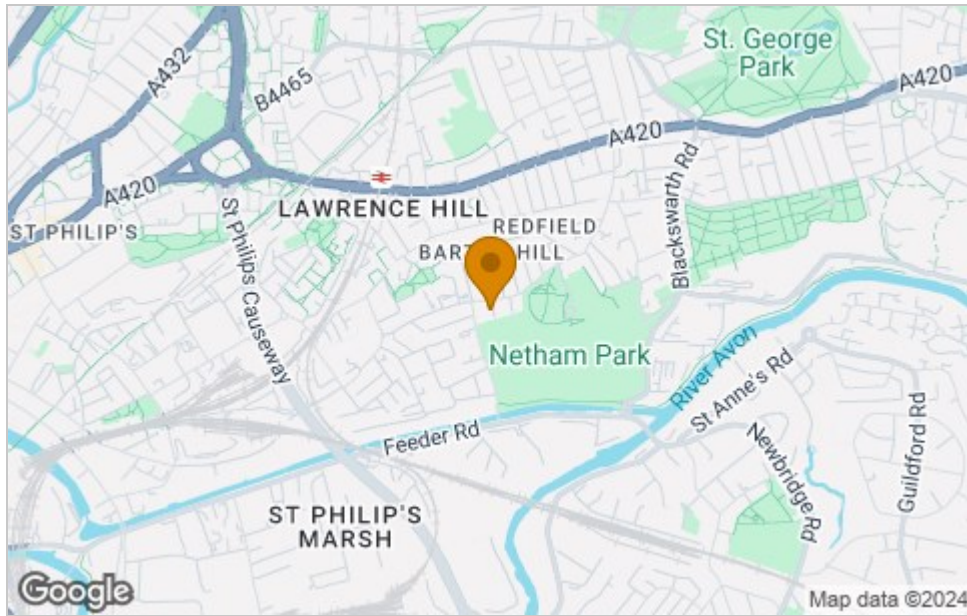 St. George
Park
A420
A432
B4465
A420
Blackswarth Rd
A420
LAWRENCE HILL
ST PHILIP'S
REDFIELD
St Philips Causeway
HILL
Netham Park
River Avon
St Anne's Rd
Feeder Rd
Newbridge Rd
Guildford Rd
ST PHILIP'S
MARSH
Google
Map data ©2024